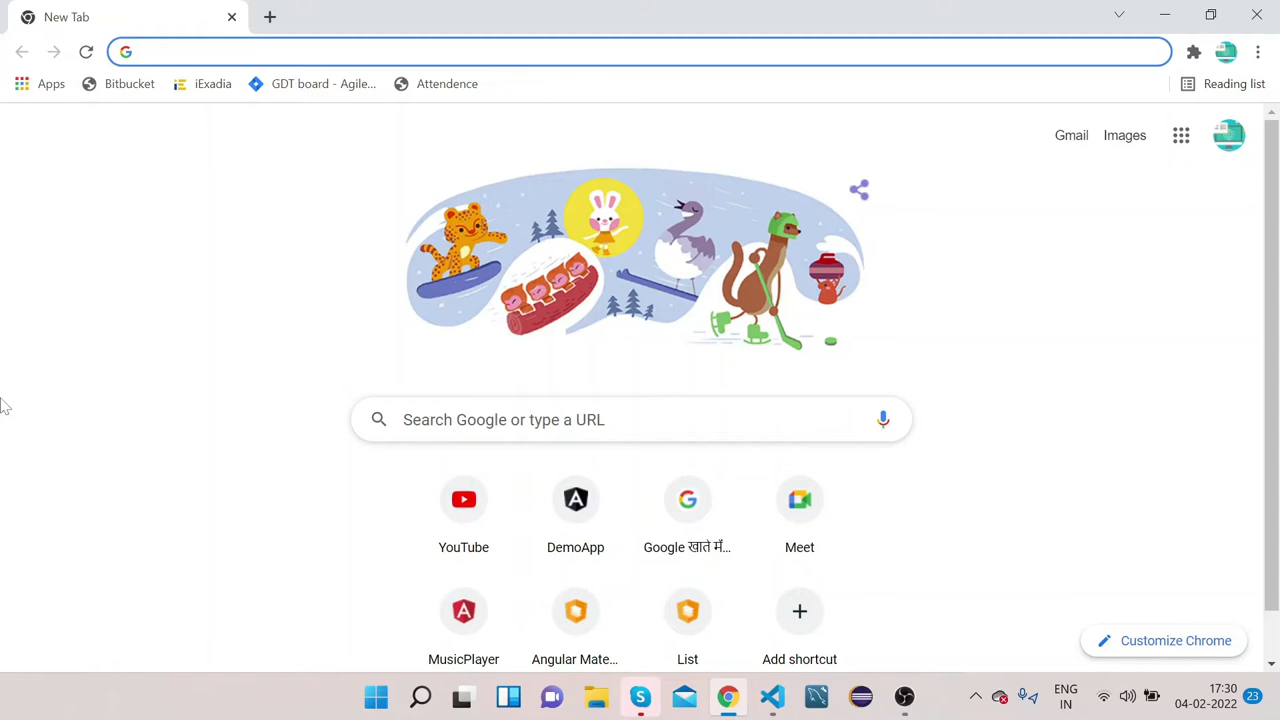 New Tab
Apps Bitbucket iExadia GDT board - Agile... Attendence Reading list
Gmail Images
Search Google or type a URL
YouTube DemoApp Google खाते में... Meet
MusicPlayer Angular Mate... List Add shortcut
Customize Chrome
ENG 17:30
IN 04-02-2022 23